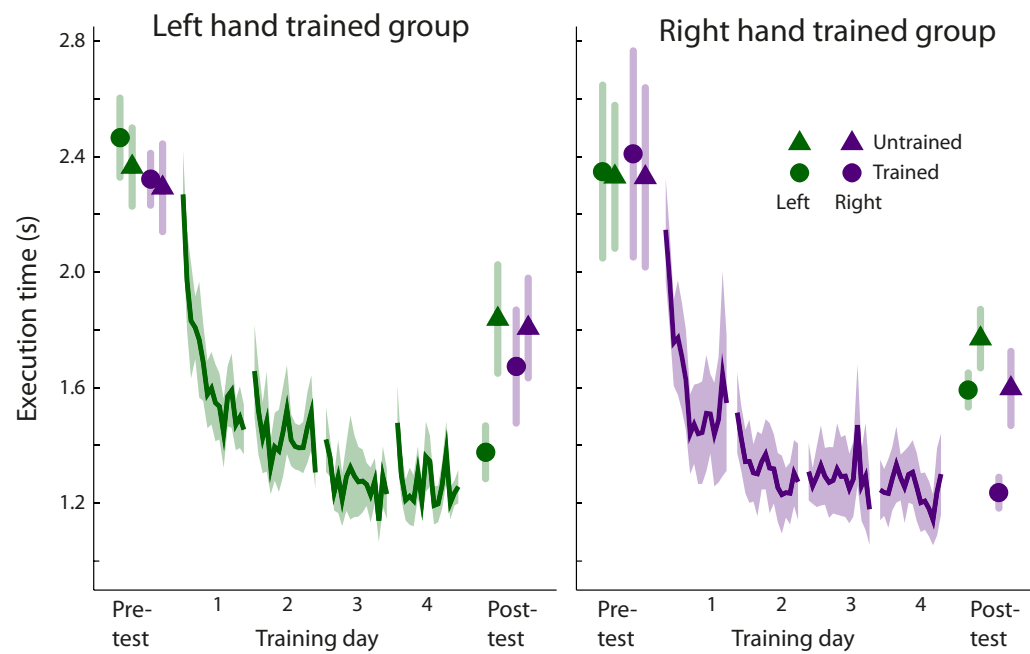 Left hand trained group
Right hand trained group
2.8
2.4
2.0
1.6
1.2
Execution time (s)
Untrained
Trained
Left Right
Pre-
test
1 2 3 4
Training day
Post-
test
Pre-
test
1 2 3 4
Training day
Post-
test